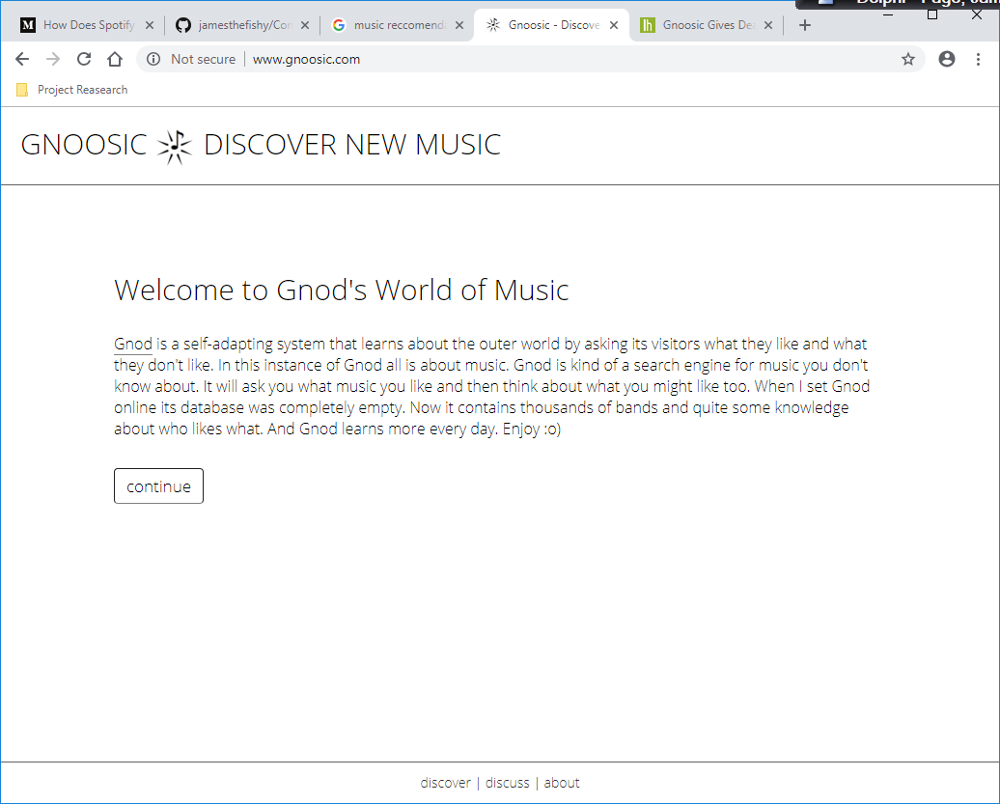 How Does Spotify
jamesthefishy/Con
music reccomend
Gnoosic - Discove
Gnoosic Gives Dea
Not secure
www.gnoosic.com
Project Reasearch
GNOOSIC DISCOVER NEW MUSIC
Welcome to Gnod's World of Music
Gnod is a self-adapting system that learns about the outer world by asking its visitors what they like and what
they don't like. In this instance of Gnod all is about music. Gnod is kind of a search engine for music you don't
know about. It will ask you what music you like and then think about what you might like too. When I set Gnod
online its database was completely empty. Now it contains thousands of bands and quite some knowledge
about who likes what. And Gnod learns more every day. Enjoy :o)
continue
discover | discuss | about